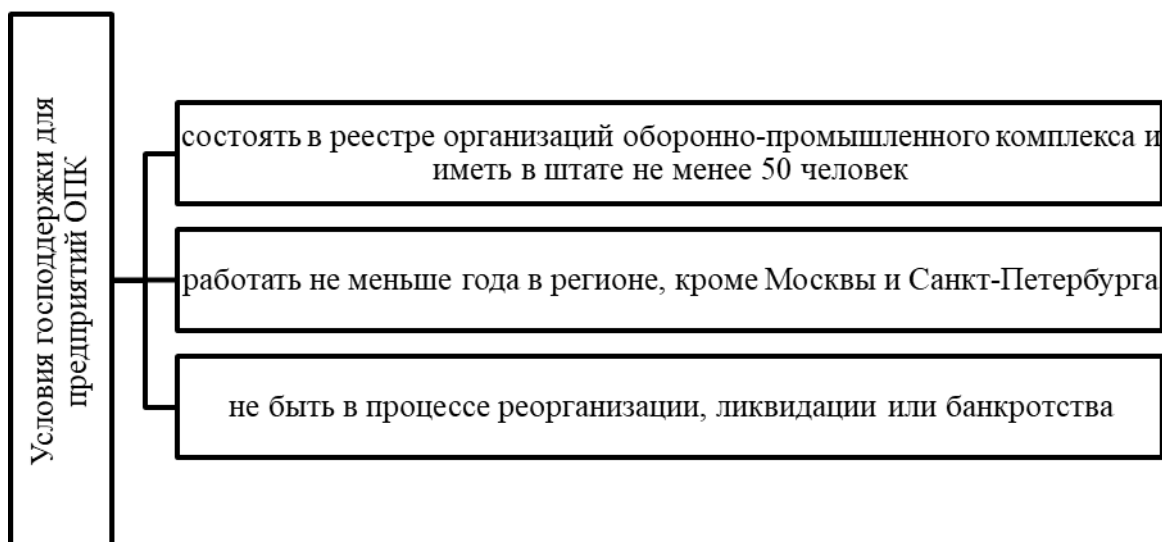 Условия господдержки для
предприятий ОПК
состоять в реестре организаций оборонно-промышленного комплекса и
иметь в штате не менее 50 человек
работать не меньше года в регионе, кроме Москвы и Санкт-Петербурга
не быть в процессе реорганизации, ликвидации или банкротства